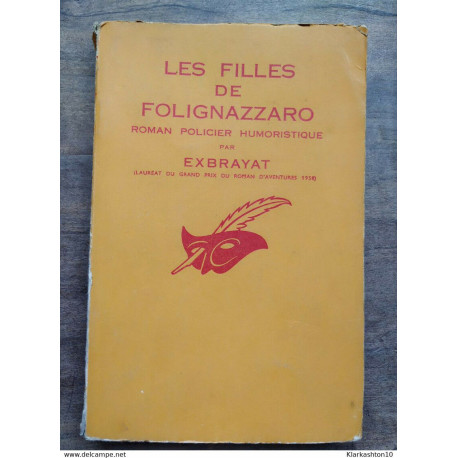 LES FILLES
DE
FOLIGNAZZARO
ROMAN POLICIER HUMORISTIQUE
PAR
EXBRAYAT
(LAURÉAT DU GRAND PRIX DU ROMAN D'AVENTURES 1958)
www.delcampe.net
Klarkashton10